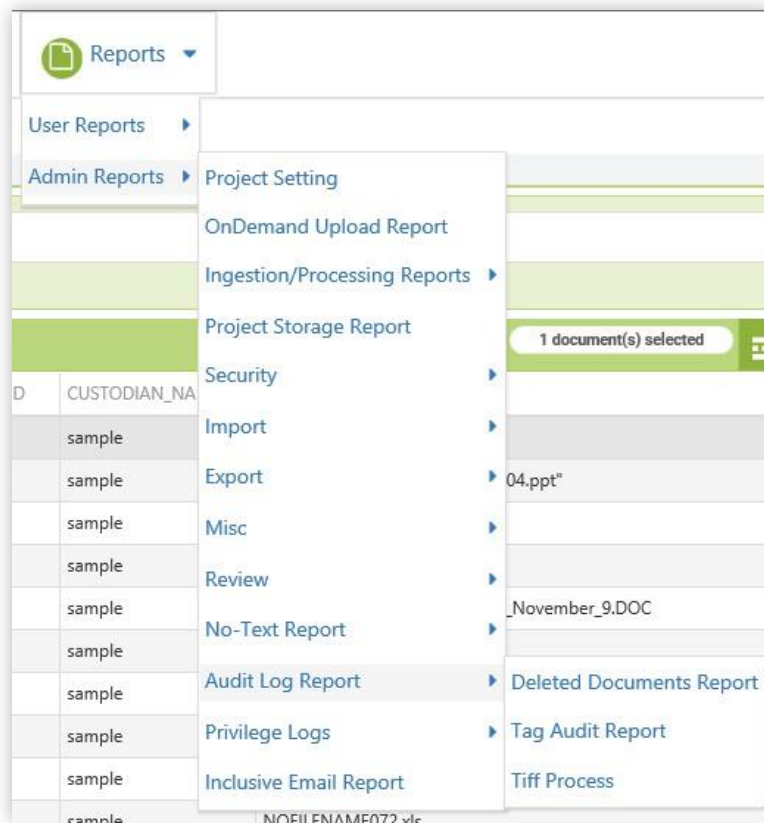 Reports
User Reports
Admin Reports
Project Setting
OnDemand Upload Report
Ingestion/Processing Reports
Project Storage Report
1 document(s) selected
Security
D CUSTODIAN_NA
Import
sample
Export
sample 04.ppt"
Misc
sample
Review
sample
sample _November_9.DOC
No-Text Report
sample
Audit Log Report
Deleted Documents Report
sample
Privilege Logs
Tag Audit Report
sample
Inclusive Email Report
Tiff Process
sample
sample NOFILENAME072.xls